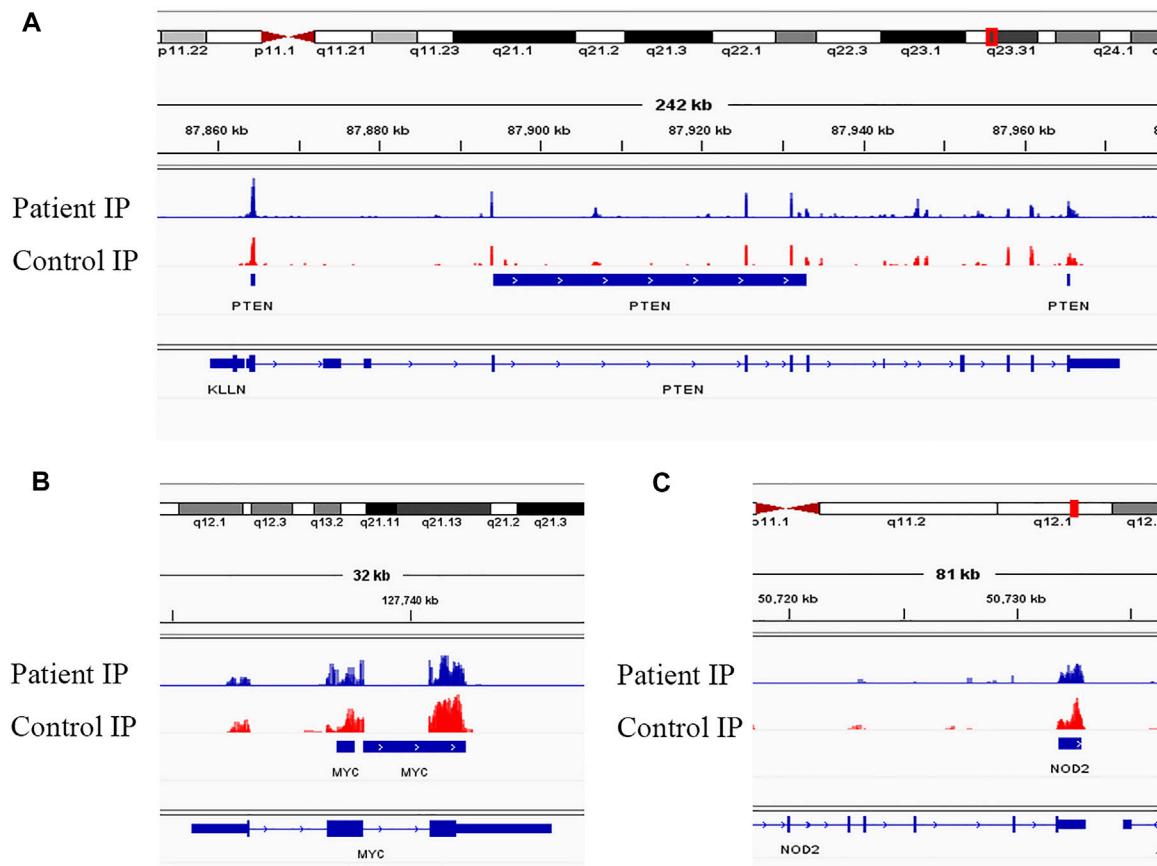 A
p11.22 p11.1 q11.21 q11.23 q21.1 q21.2 q21.3 q22.1 q22.3 q23.1 q23.31 q24.1
242 kb
87,860 kb 87,880 kb 87,900 kb 87,920 kb 87,940 kb 87,960 kb
Patient IP
Control IP
PTEN PTEN PTEN
KLLN PTEN
B
q12.1 q12.3 q13.2 q21.11 q21.13 q21.2 q21.3
32 kb
127,740 kb
Patient IP
Control IP
MYC MYC
MYC
C
p11.1 q11.2 q12.1 q12.
81 kb
50,720 kb 50,730 kb
Patient IP
Control IP
NOD2
NOD2